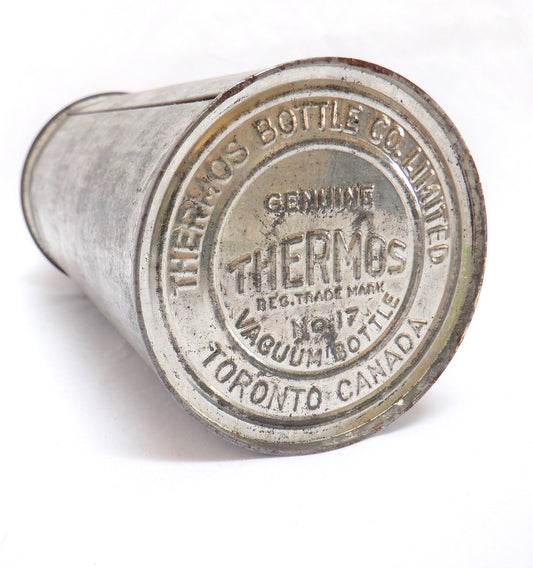 THERMOS BOTTLE CO. LIMITED
GENUINE
THERMOS
REG. TRADE MARK
No. 17
VACUUM BOTTLE
TORONTO CANADA